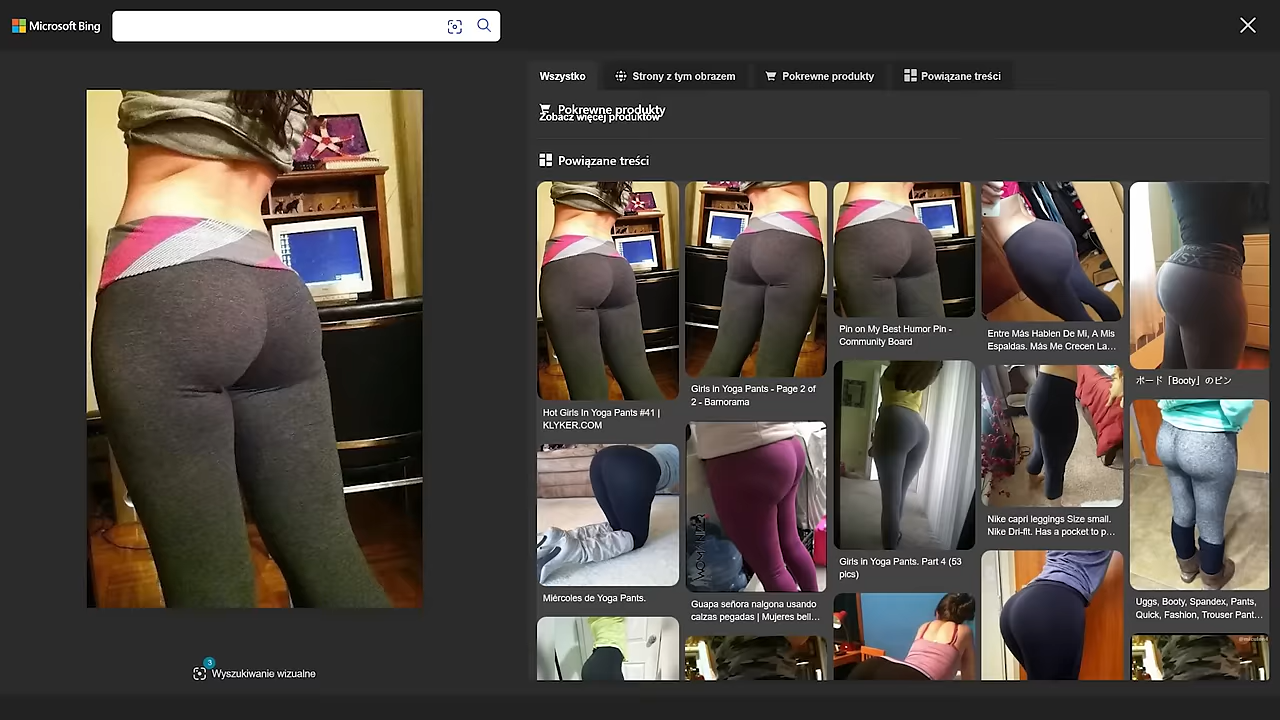 Microsoft Bing
Wszystko
Strony z tym obrazem
Pokrewne produkty
Powiązane treści
Pokrewne produkty
Zobacz więcej produktów
Powiązane treści
Hot Girls In Yoga Pants #41 |
KLYKER.COM
Girls in Yoga Pants - Page 2 of
2 - Barnorama
Pin on My Best Humor Pin -
Community Board
Entre Más Hablen De Mi, A Mis
Espaldas. Más Me Crecen La...
ボード「Booty」のピン
Miércoles de Yoga Pants.
Guapa señora nalgona usando
calzas pegadas | Mujeres bell...
Girls in Yoga Pants. Part 4 (53
pics)
Nike capri leggings Size small.
Nike Dri-fit. Has a pocket to p...
Uggs, Booty, Spandex, Pants,
Quick, Fashion, Trouser Pant...
3
Wyszukiwanie wizualne